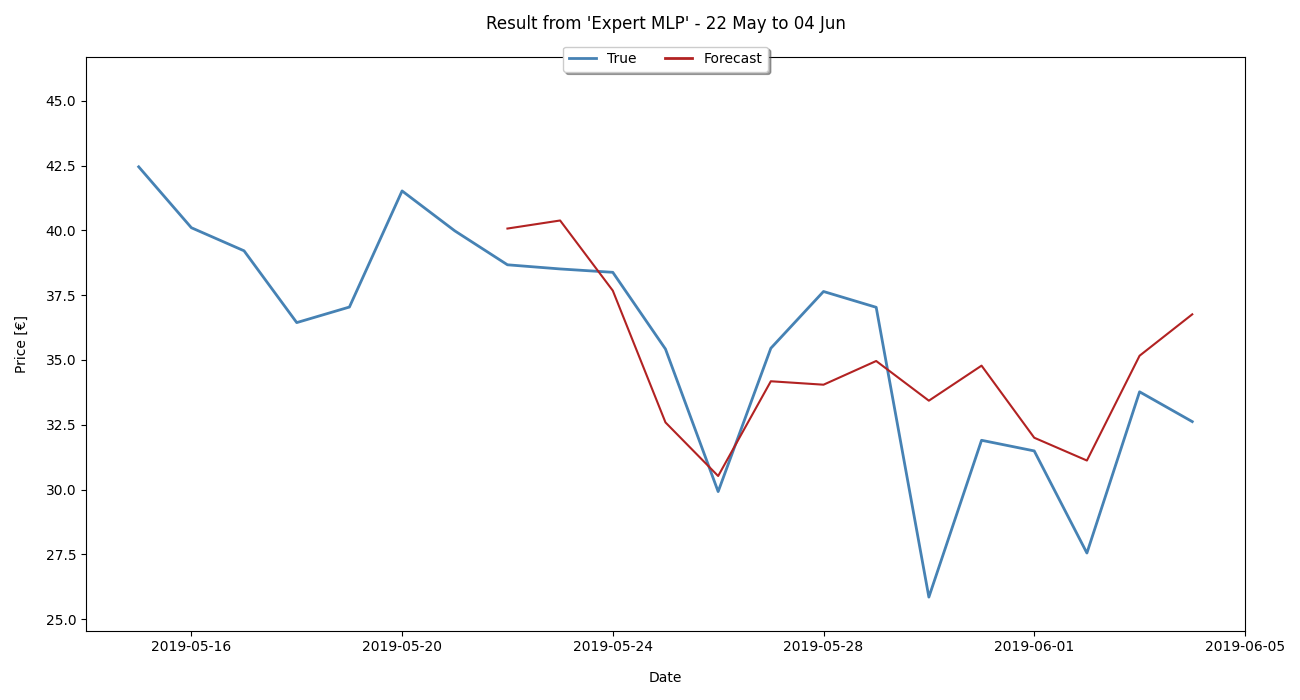 Result from 'Expert MLP' - 22 May to 04 Jun
True Forecast
45.0
42.5
40.0
37.5
35.0
32.5
30.0
27.5
25.0
Price [€]
2019-05-16 2019-05-20 2019-05-24 2019-05-28 2019-06-01 2019-06-05
Date